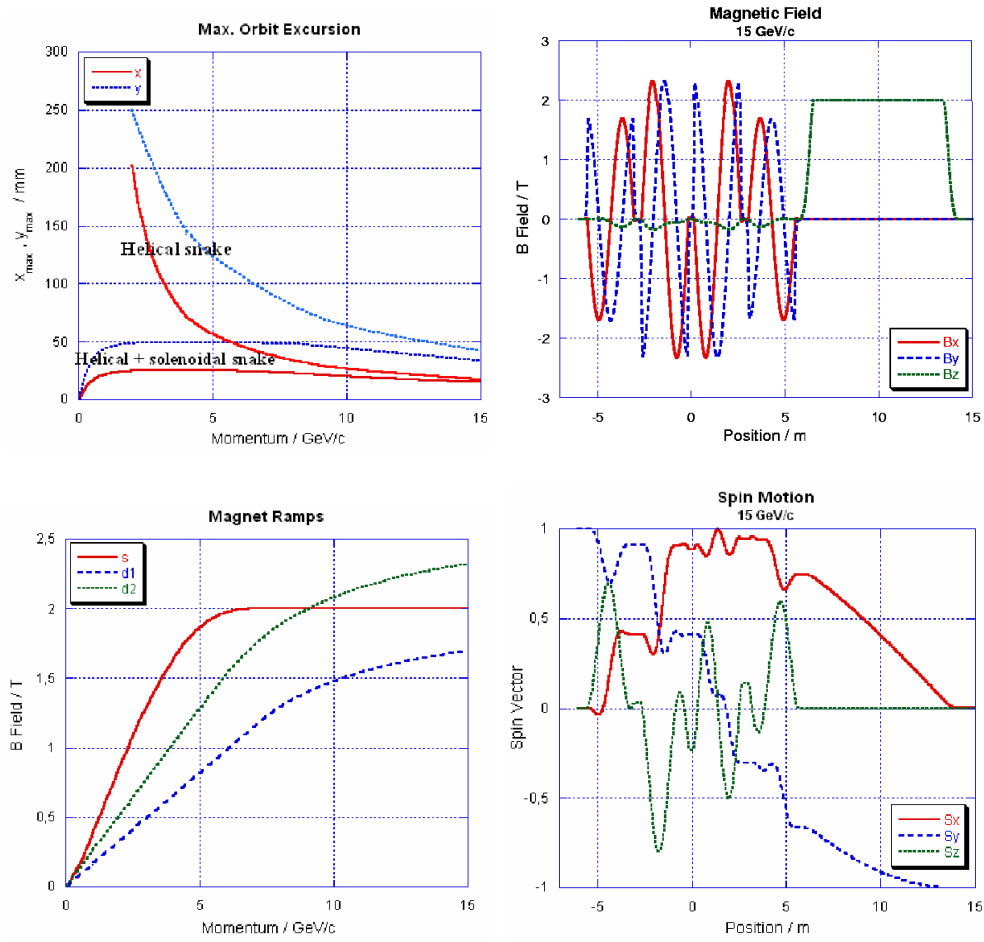 Max. Orbit Excursion
x
y
300
250
200
150
100
50
0
Xmax , ymax / mm
Helical snake
Helical + solenoidal snake
0
5
10
15
Momentum / GeV/c
Magnetic Field
15 GeV/c
3
2
1
0
-1
-2
-3
B Field / T
Bx
By
Bz
-5
0
5
10
15
Position / m
Magnet Ramps
s
d1
d2
2,5
2
1,5
1
0,5
0
B Field / T
0
5
10
15
Momentum / GeV/c
Spin Motion
15 GeV/c
1
0,5
0
-0,5
-1
Spin Vector
Sx
Sy
Sz
-5
0
5
10
15
Position / m